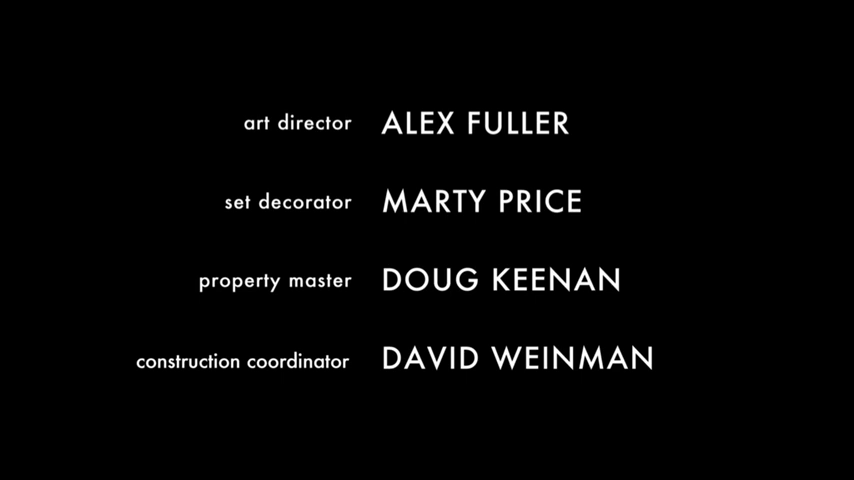 art director ALEX FULLER
set decorator MARTY PRICE
property master DOUG KEENAN
construction coordinator DAVID WEINMAN